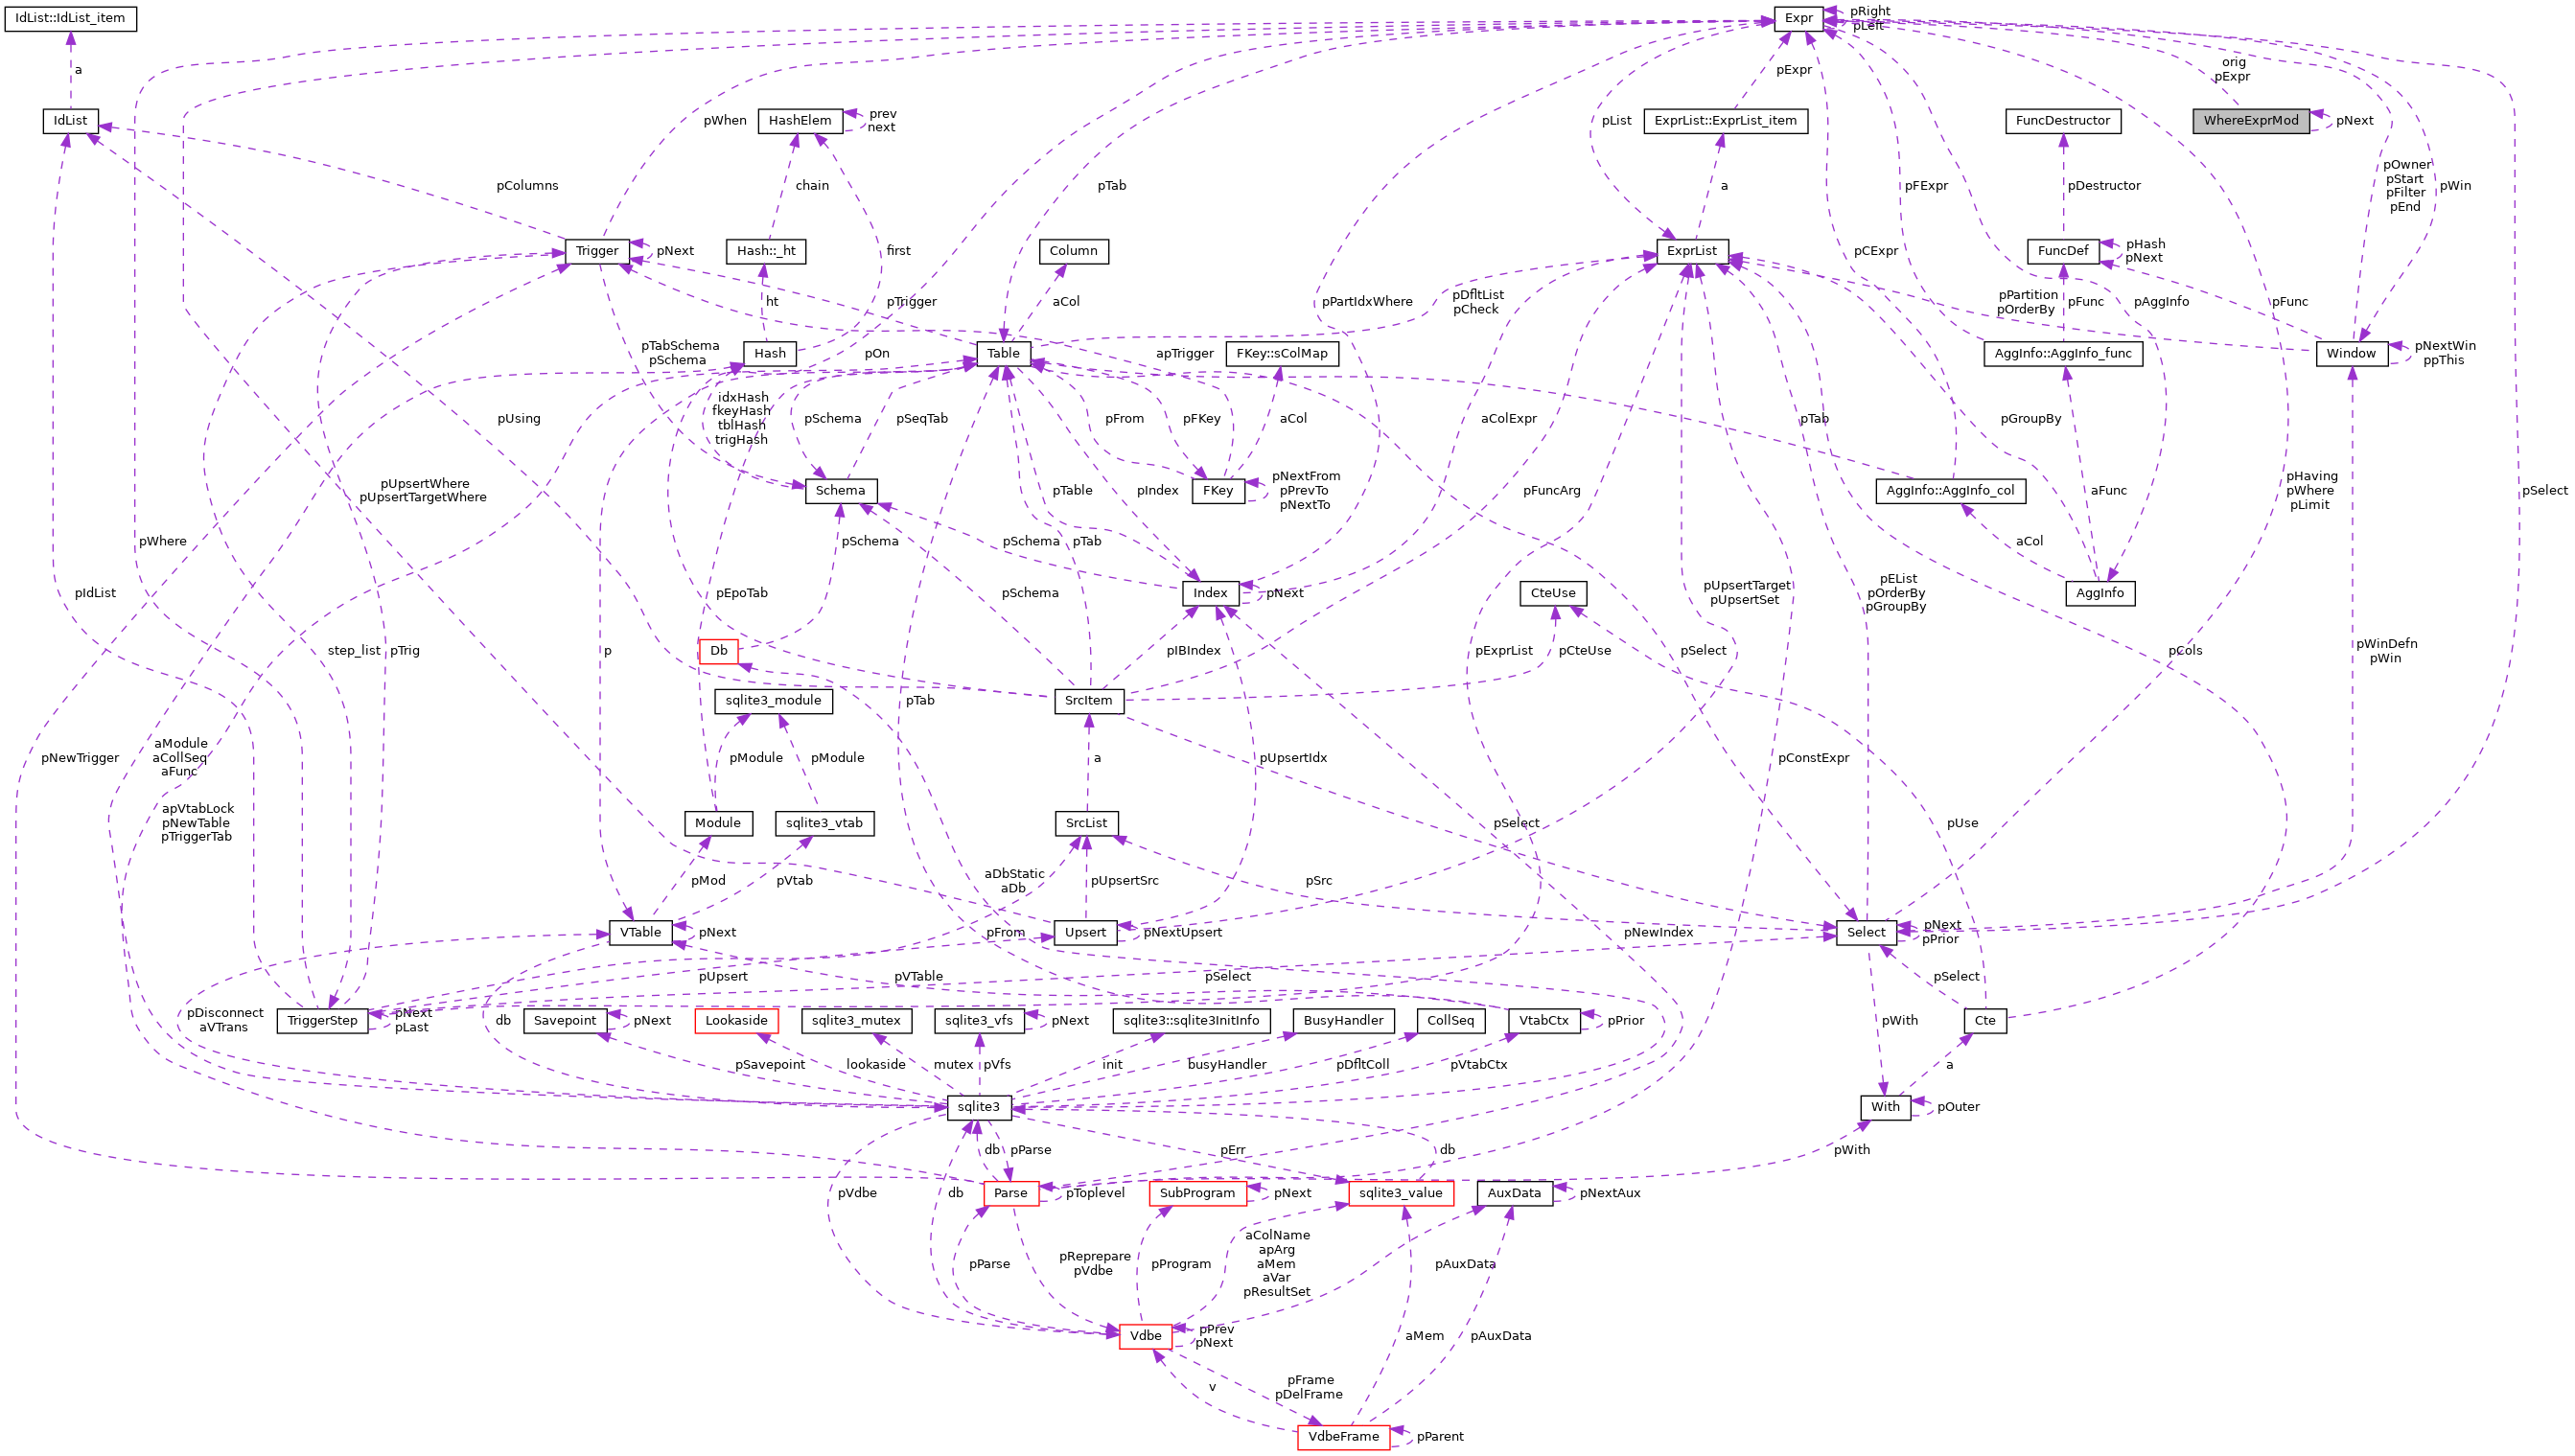 IdList::IdList_item
Expr
pRight
pLeft
a
pExpr
orig
pExpr
IdList
pWhen
HashElem
prev
next
pList
ExprList::ExprList_item
FuncDestructor
WhereExprMod
pNext
pColumns
chain
pTab
a
pFExpr
pDestructor
pOwner
pStart
pFilter
pEnd
pWin
Trigger
pNext
Hash::_ht
first
Column
ExprList
pCExpr
FuncDef
pHash
pNext
ht
pTrigger
aCol
pPartIdxWhere
pDfltList
pCheck
pPartition
pOrderBy
pFunc
pAggInfo
pFunc
pTabSchema
pSchema
Hash
pOn
Table
apTrigger
FKey::sColMap
AggInfo::AggInfo_func
Window
pNextWin
ppThis
pUsing
idxHash
fkeyHash
tblHash
trigHash
pSchema
pSeqTab
pFrom
pFKey
aCol
aColExpr
pTab
pGroupBy
pUpsertWhere
pUpsertTargetWhere
Schema
pTable
pIndex
FKey
pNextFrom
pPrevTo
pNextTo
pFuncArg
AggInfo::AggInfo_col
aFunc
pHaving
pWhere
pLimit
pSelect
pWhere
pSchema
pSchema
pTab
aCol
pIdList
pEpoTab
pSchema
Index
pNext
CteUse
pUpsertTarget
pUpsertSet
pEList
pOrderBy
pGroupBy
AggInfo
step_list
pTrig
p
Db
pIBIndex
pExprList
pCteUse
pSelect
pCols
pWinDefn
pWin
sqlite3_module
pTab
SrcItem
pNewTrigger
aModule
aCollSeq
aFunc
pModule
pModule
a
pUpsertIdx
pConstExpr
apVtabLock
pNewTable
pTriggerTab
Module
sqlite3_vtab
SrcList
pSelect
pUse
pMod
pVtab
aDbStatic
aDb
pUpsertSrc
pSrc
VTable
pNext
pFrom
Upsert
pNextUpsert
pNewIndex
Select
pNext
pPrior
pUpsert
pVTable
pSelect
pSelect
pDisconnect
aVTrans
TriggerStep
pNext
pLast
db
Savepoint
pNext
Lookaside
sqlite3_mutex
sqlite3_vfs
pNext
sqlite3::sqlite3InitInfo
BusyHandler
CollSeq
VtabCtx
pPrior
pWith
Cte
pSavepoint
lookaside
mutex
pVfs
init
busyHandler
pDfltColl
pVtabCtx
a
sqlite3
With
pOuter
db
pParse
pErr
db
pWith
pVdbe
db
Parse
pToplevel
SubProgram
pNext
sqlite3_value
AuxData
pNextAux
pParse
pReprepare
pVdbe
pProgram
aColName
apArg
aMem
aVar
pResultSet
pAuxData
Vdbe
pPrev
pNext
aMem
pAuxData
v
pFrame
pDelFrame
VdbeFrame
pParent